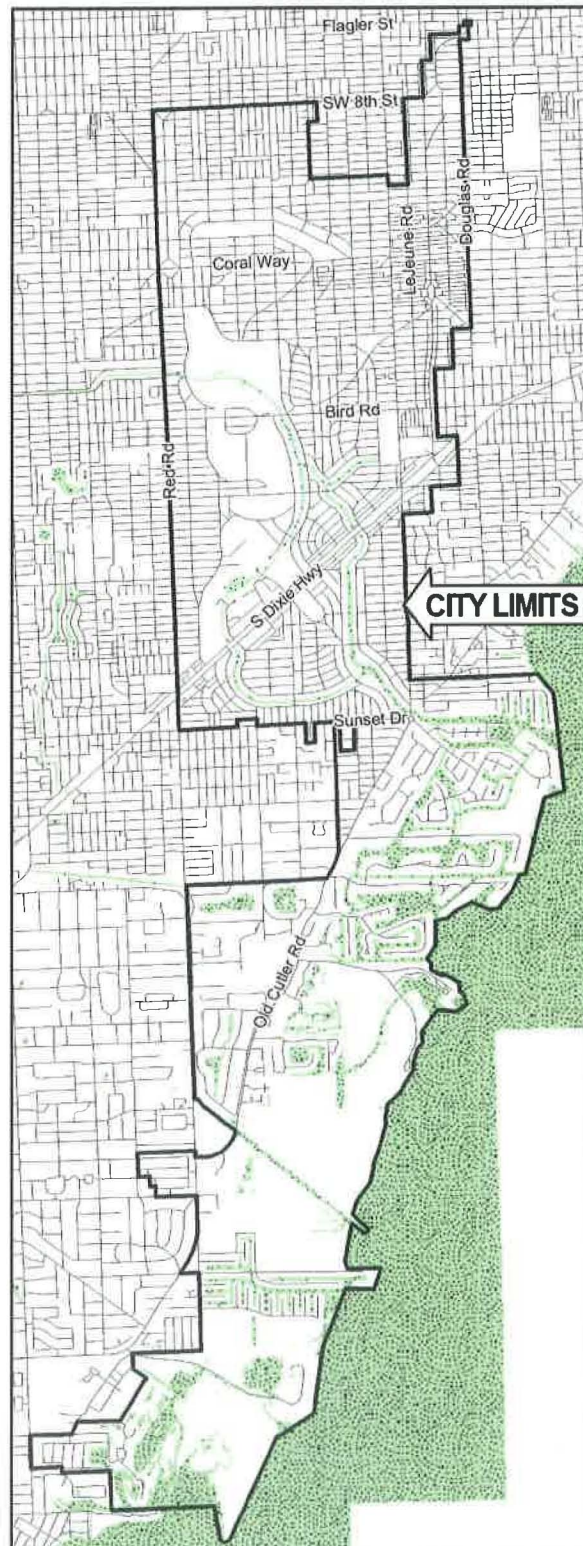 Flagler St
SW 8th St
Douglas Rd
LeJeune Rd
Coral Way
Bird Rd
Red Rd
S Dixie Hwy
CITY LIMITS
Sunset Dr
Old Cutler Rd